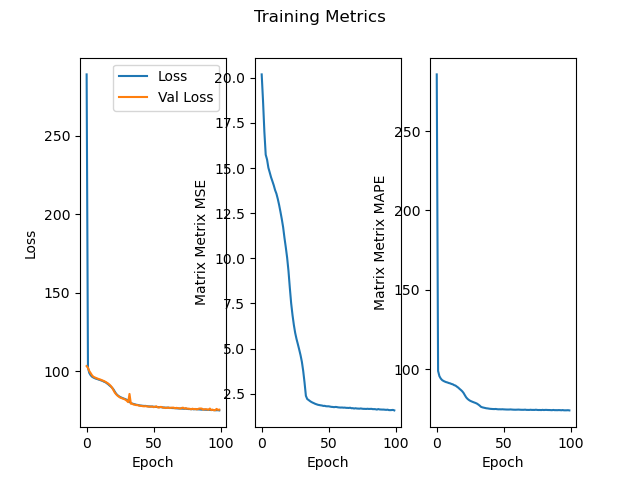 Training Metrics
Loss
Val Loss
250
200
150
100
Loss
0
50
100
Epoch
20.0
17.5
15.0
12.5
10.0
7.5
5.0
2.5
Matrix Metrix MSE
0
50
100
Epoch
250
200
150
100
Matrix Metrix MAPE
0
50
100
Epoch